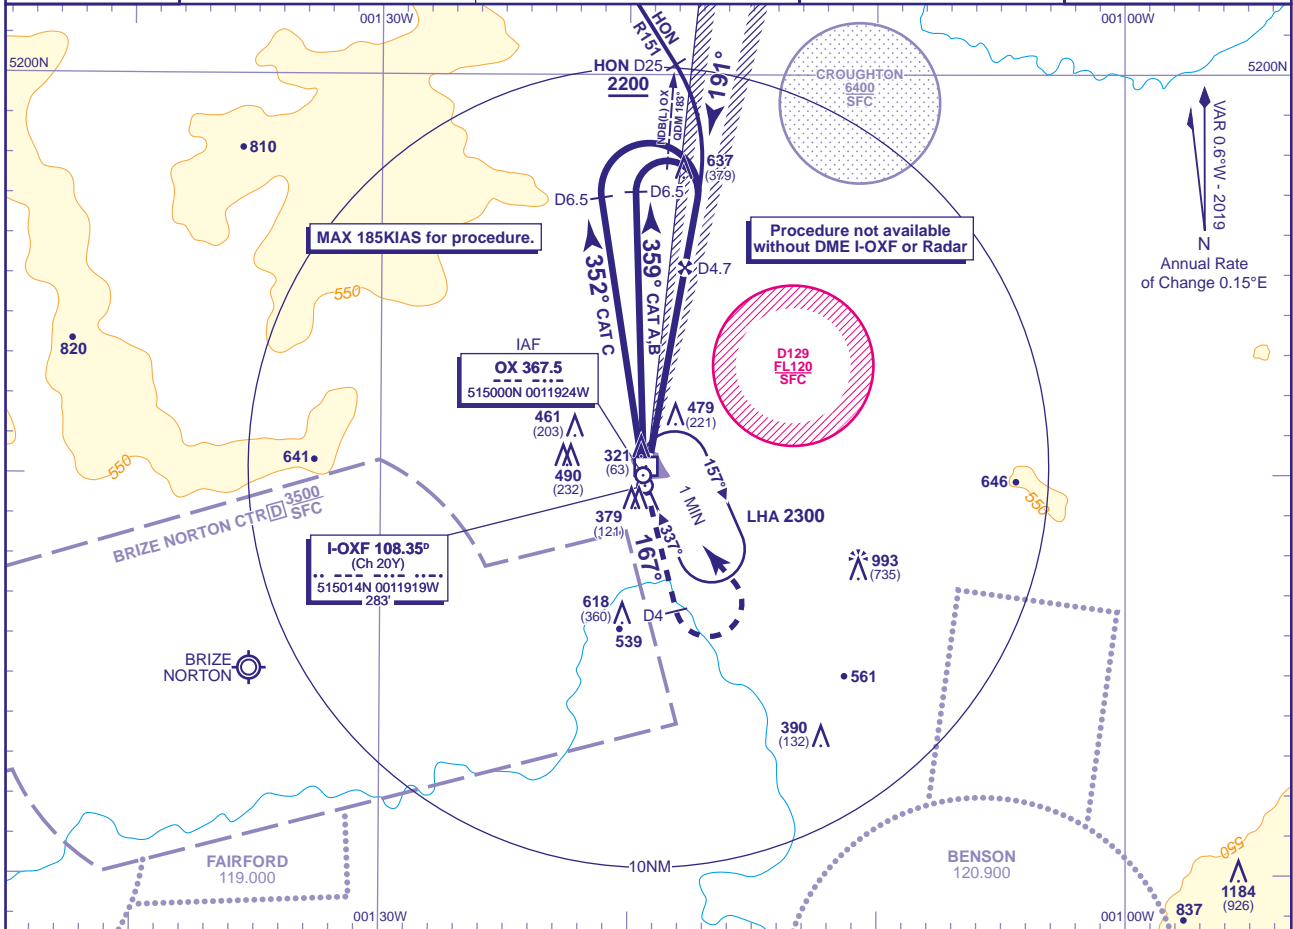 001:30W
001:00W
5200N
5200N
HON
R151
HON D25
2200
191°
NDB(L) OX
QDM 183°
CROUGHTON
6400
SFC
VAR 0.6°W - 2019
N
Annual Rate
of Change 0.15°E
810
637
(379)
D6.5
D6.5
MAX 185KIAS for procedure.
Procedure not available
without DME I-OXF or Radar
352° CAT C
359° CAT A,B
D4.7
550
820
IAF
OX 367.5
515000N 0011924W
D129
FL120
SFC
461
(203)
479
(221)
641
550
490
(232)
321
(63)
379
(121)
157°
1 MIN
337°
LHA 2300
646
550
BRIZE NORTON CTR D 3500
SFC
I-OXF 108.35ᴰ
(Ch 20Y)
515014N 0011919W
283'
167°
993
(735)
618
(360)
539
D4
BRIZE
NORTON
561
390
(132)
FAIRFORD
119.000
10NM
BENSON
120.900
550
1184
(926)
837
001:30W
001:00W